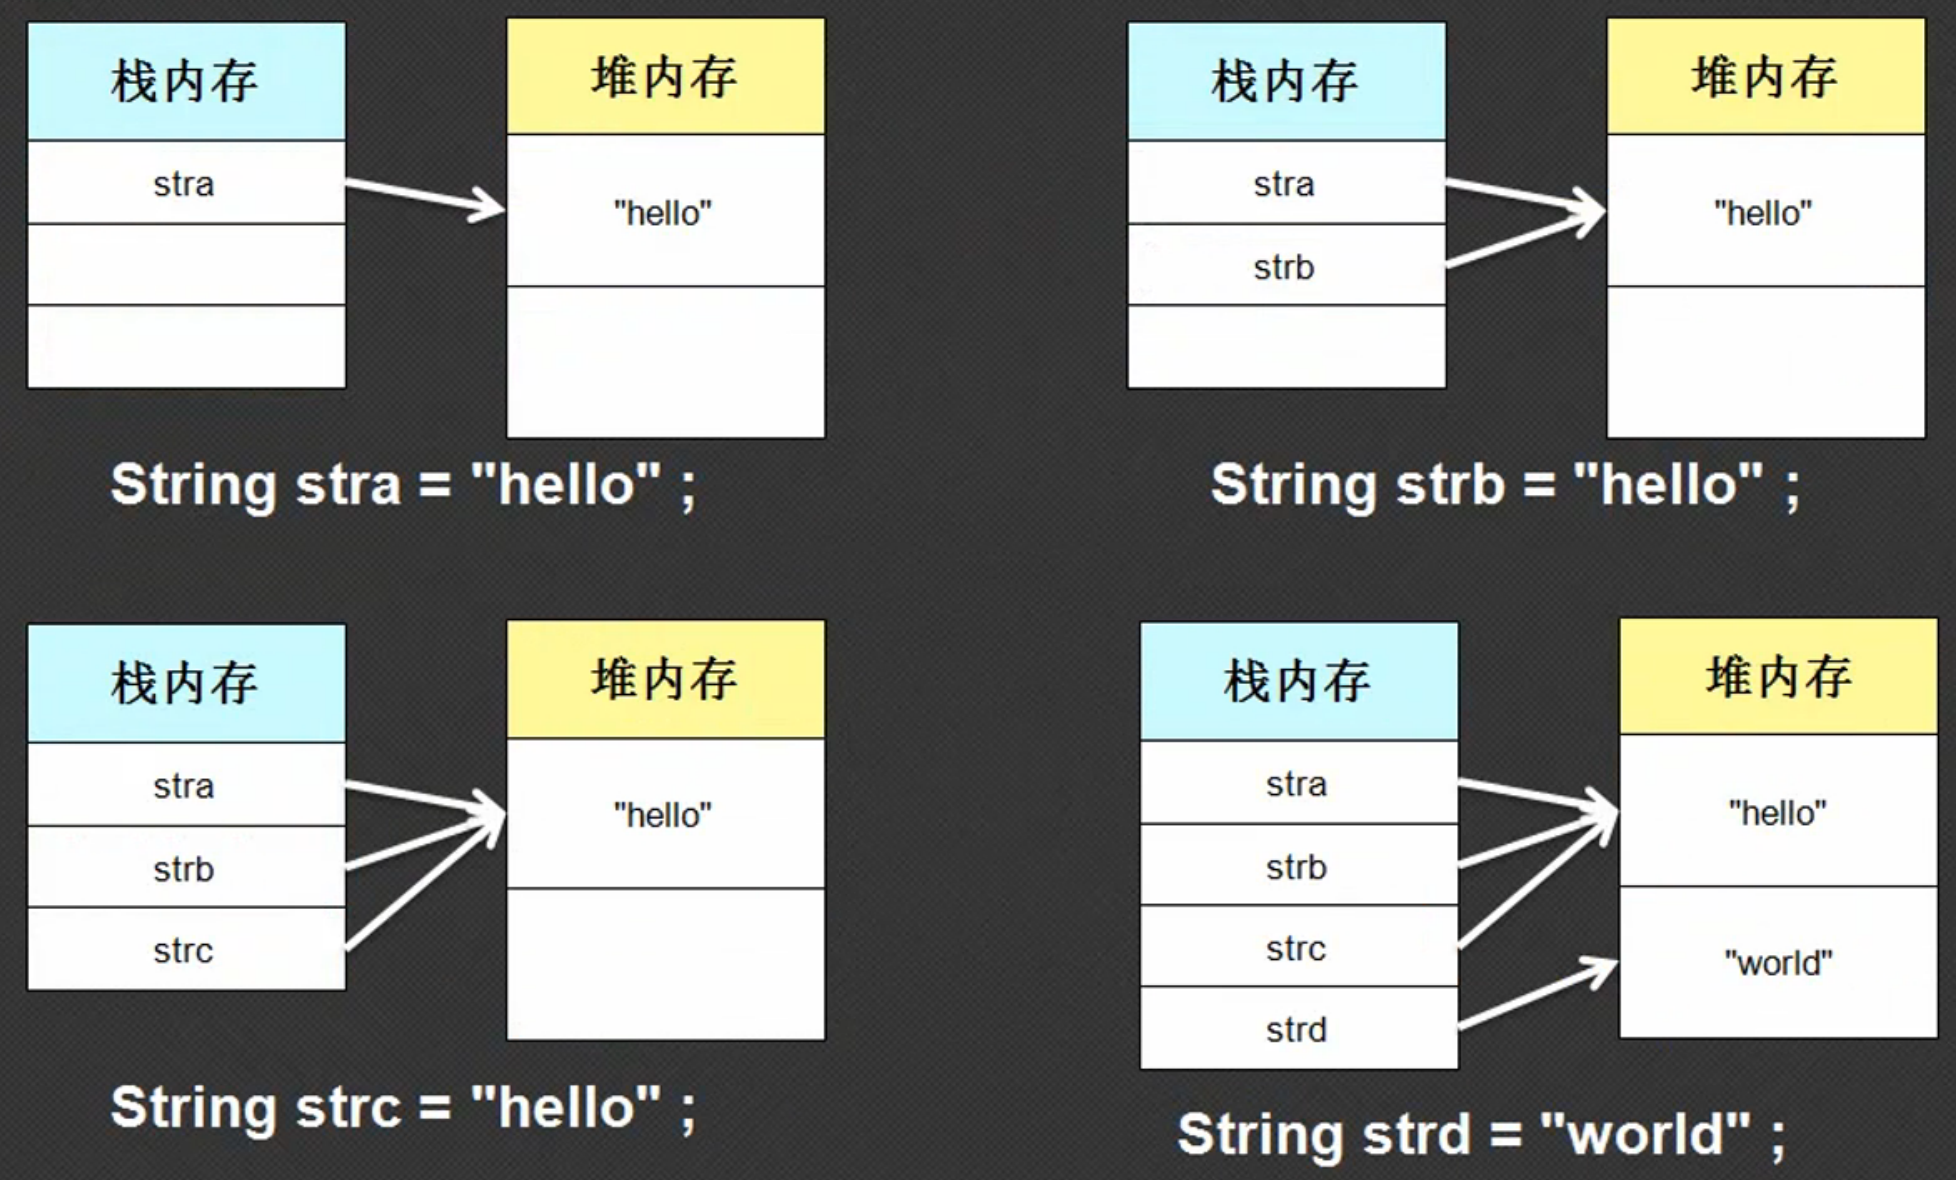 栈内存
堆内存
stra
"hello"
String stra = "hello" ;
栈内存
堆内存
stra
"hello"
strb
String strb = "hello" ;
栈内存
堆内存
stra
"hello"
strb
strc
String strc = "hello" ;
栈内存
堆内存
stra
"hello"
strb
strc
"world"
strd
String strd = "world" ;